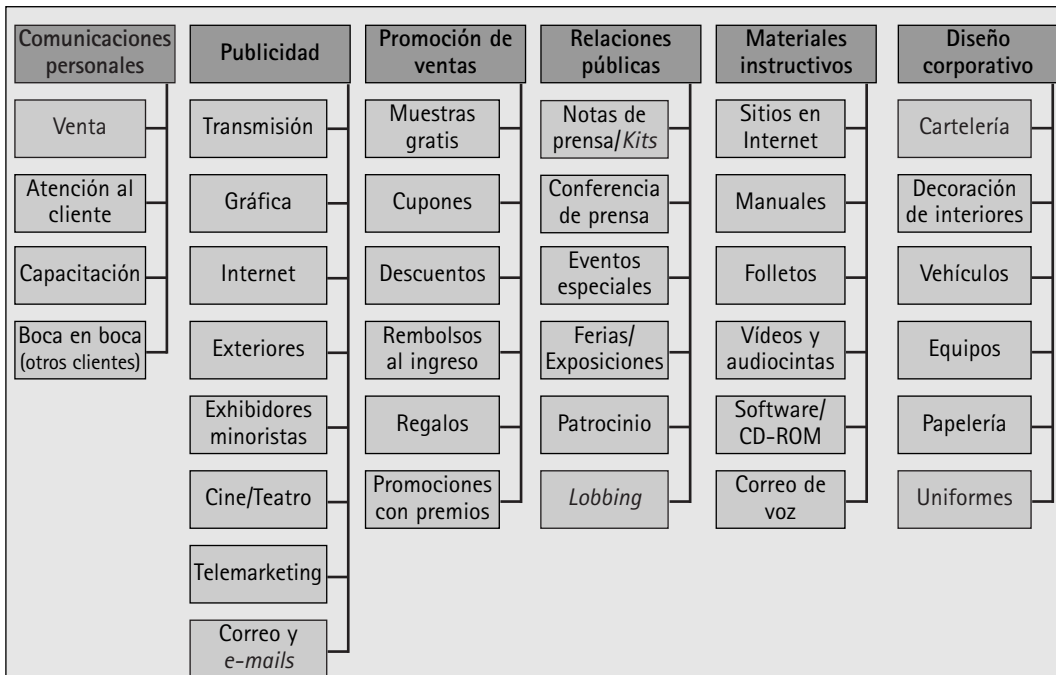 Comunicaciones
personales
Venta
Atención al
cliente
Capacitación
Boca en boca
(otros clientes)
Publicidad
Transmisión
Gráfica
Internet
Exteriores
Exhibidores
minoristas
Cine/Teatro
Telemarketing
Correo y
e-mails
Promoción de
ventas
Muestras
gratis
Cupones
Descuentos
Rembolsos
al ingreso
Regalos
Promociones
con premios
Relaciones
públicas
Notas de
prensa/Kits
Conferencia
de prensa
Eventos
especiales
Ferias/
Exposiciones
Patrocinio
Lobbing
Materiales
instructivos
Sitios en
Internet
Manuales
Folletos
Vídeos y
audiocintas
Software/
CD-ROM
Correo de
voz
Diseño
corporativo
Cartelería
Decoración
de interiores
Vehículos
Equipos
Papelería
Uniformes